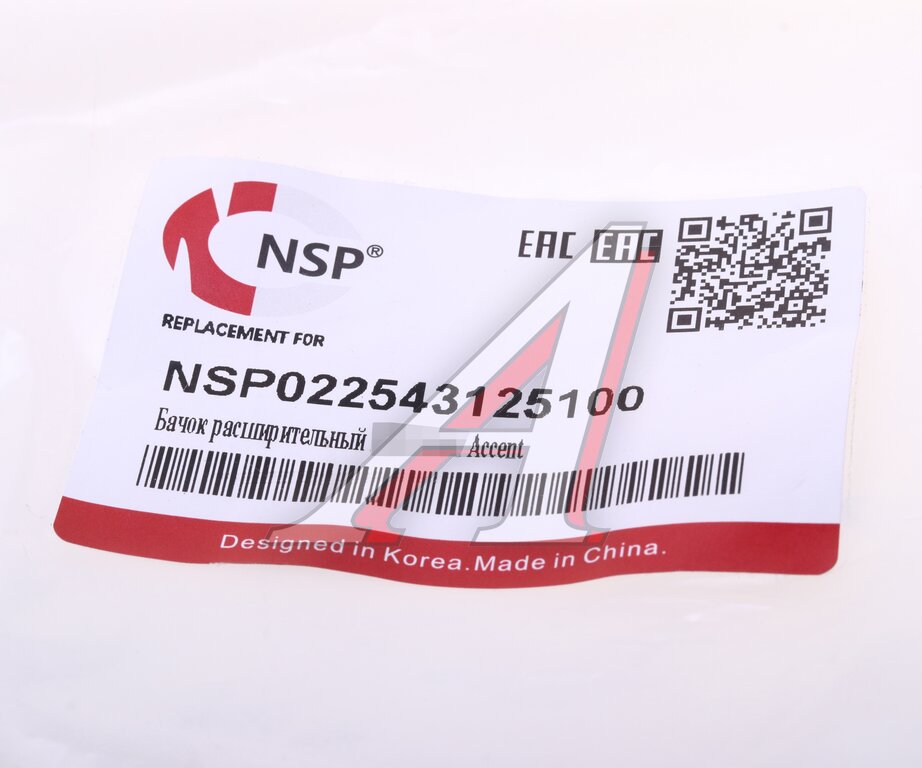 NSP®
EAC EAC
REPLACEMENT FOR
NSP022543125100
Бачок расширительный Accent
Designed in Korea.Made in China.